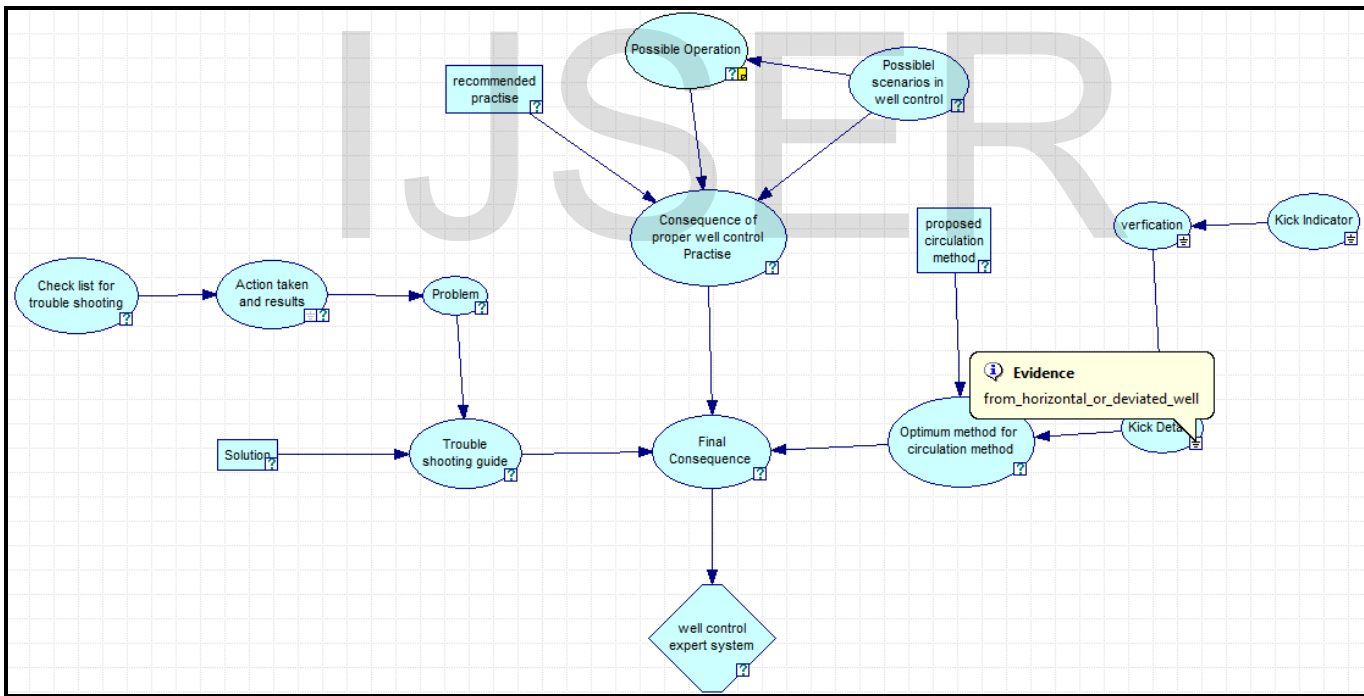 IJSER
Possible Operation
Possiblel
scenarios in
well control
recommended
practise
Consequence of
proper well control
Practise
proposed
circulation
method
verfication
Kick Indicator
Check list for
trouble shooting
Action taken
and results
Problem
Evidence
from_horizontal_or_deviated_well
Solution
Trouble
shooting guide
Final
Consequence
Optimum method for
circulation method
Kick Deta
well control
expert system